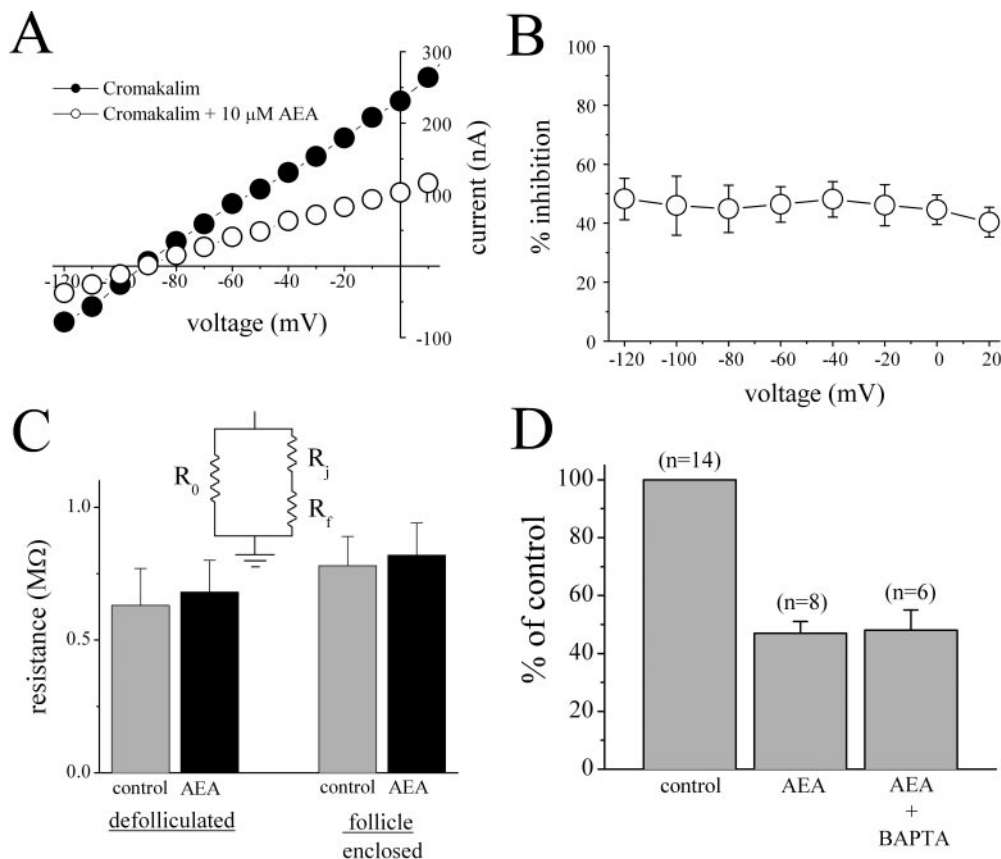 A
Cromakalim
Cromakalim + 10 μM AEA
300
200
100
-100
current (nA)
-120 -80 -60 -40 -20
voltage (mV)
B
100
80
60
40
20
0
% inhibition
-120 -100 -80 -60 -40 -20 0 20
voltage (mV)
C
R0
Rj
Rf
1.0
0.5
0.0
resistance (MΩ)
control AEA control AEA
defolliculated
follicle
enclosed
D
100
80
60
40
20
0
% of control
(n=14)
(n=8)
(n=6)
control AEA AEA
+
BAPTA